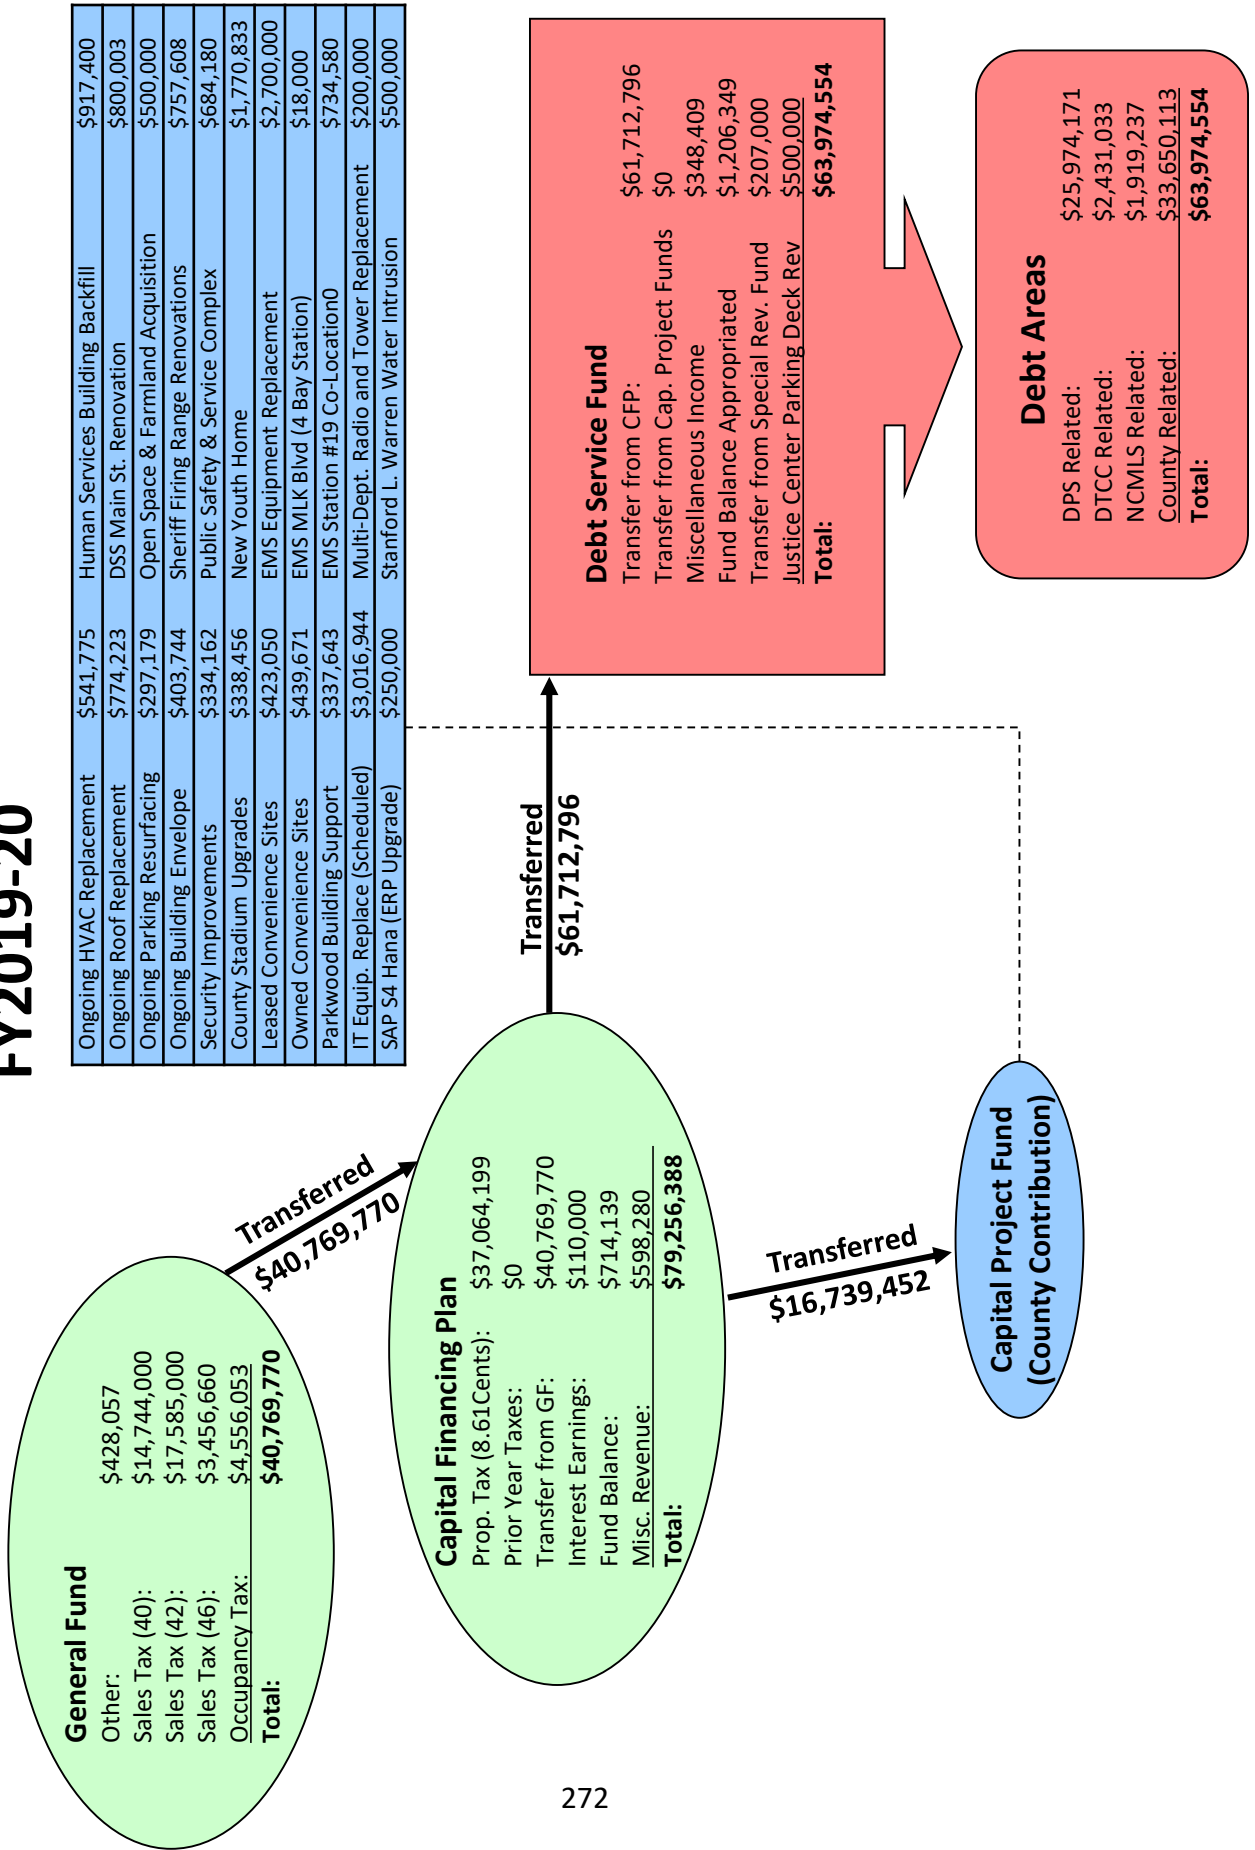 FY2019-20
Ongoing HVAC Replacement $541,775 Human Services Building Backfill $917,400
Ongoing Roof Replacement $774,223 DSS Main St. Renovation $800,003
Ongoing Parking Resurfacing $297,179 Open Space & Farmland Acquisition $500,000
Ongoing Building Envelope $403,744 Sheriff Firing Range Renovations $757,608
Security Improvements $334,162 Public Safety & Service Complex $684,180
County Stadium Upgrades $338,456 New Youth Home $1,770,833
Leased Convenience Sites $423,050 EMS Equipment Replacement $2,700,000
Owned Convenience Sites $439,671 EMS MLK Blvd (4 Bay Station) $18,000
Parkwood Building Support $337,643 EMS Station #19 Co-Location0 $734,580
IT Equip. Replace (Scheduled) $3,016,944 Multi-Dept. Radio and Tower Replacement $200,000
SAP S4 Hana (ERP Upgrade) $250,000 Stanford L. Warren Water Intrusion $500,000
General Fund
Other: $428,057
Sales Tax (40): $14,744,000
Sales Tax (42): $17,585,000
Sales Tax (46): $3,456,660
Occupancy Tax: $4,556,053
Total: $40,769,770
Transferred
$40,769,770
Capital Financing Plan
Prop. Tax (8.61Cents): $37,064,199
Prior Year Taxes: $0
Transfer from GF: $40,769,770
Interest Earnings: $110,000
Fund Balance: $714,139
Misc. Revenue: $598,280
Total: $79,256,388
Transferred
$61,712,796
Debt Service Fund
Transfer from CFP: $61,712,796
Transfer from Cap. Project Funds $0
Miscellaneous Income $348,409
Fund Balance Appropriated $1,206,349
Transfer from Special Rev. Fund $207,000
Justice Center Parking Deck Rev $500,000
Total: $63,974,554
Transferred
$16,739,452
Capital Project Fund
(County Contribution)
Debt Areas
DPS Related: $25,974,171
DTCC Related: $2,431,033
NCMLS Related: $1,919,237
County Related: $33,650,113
Total: $63,974,554
272